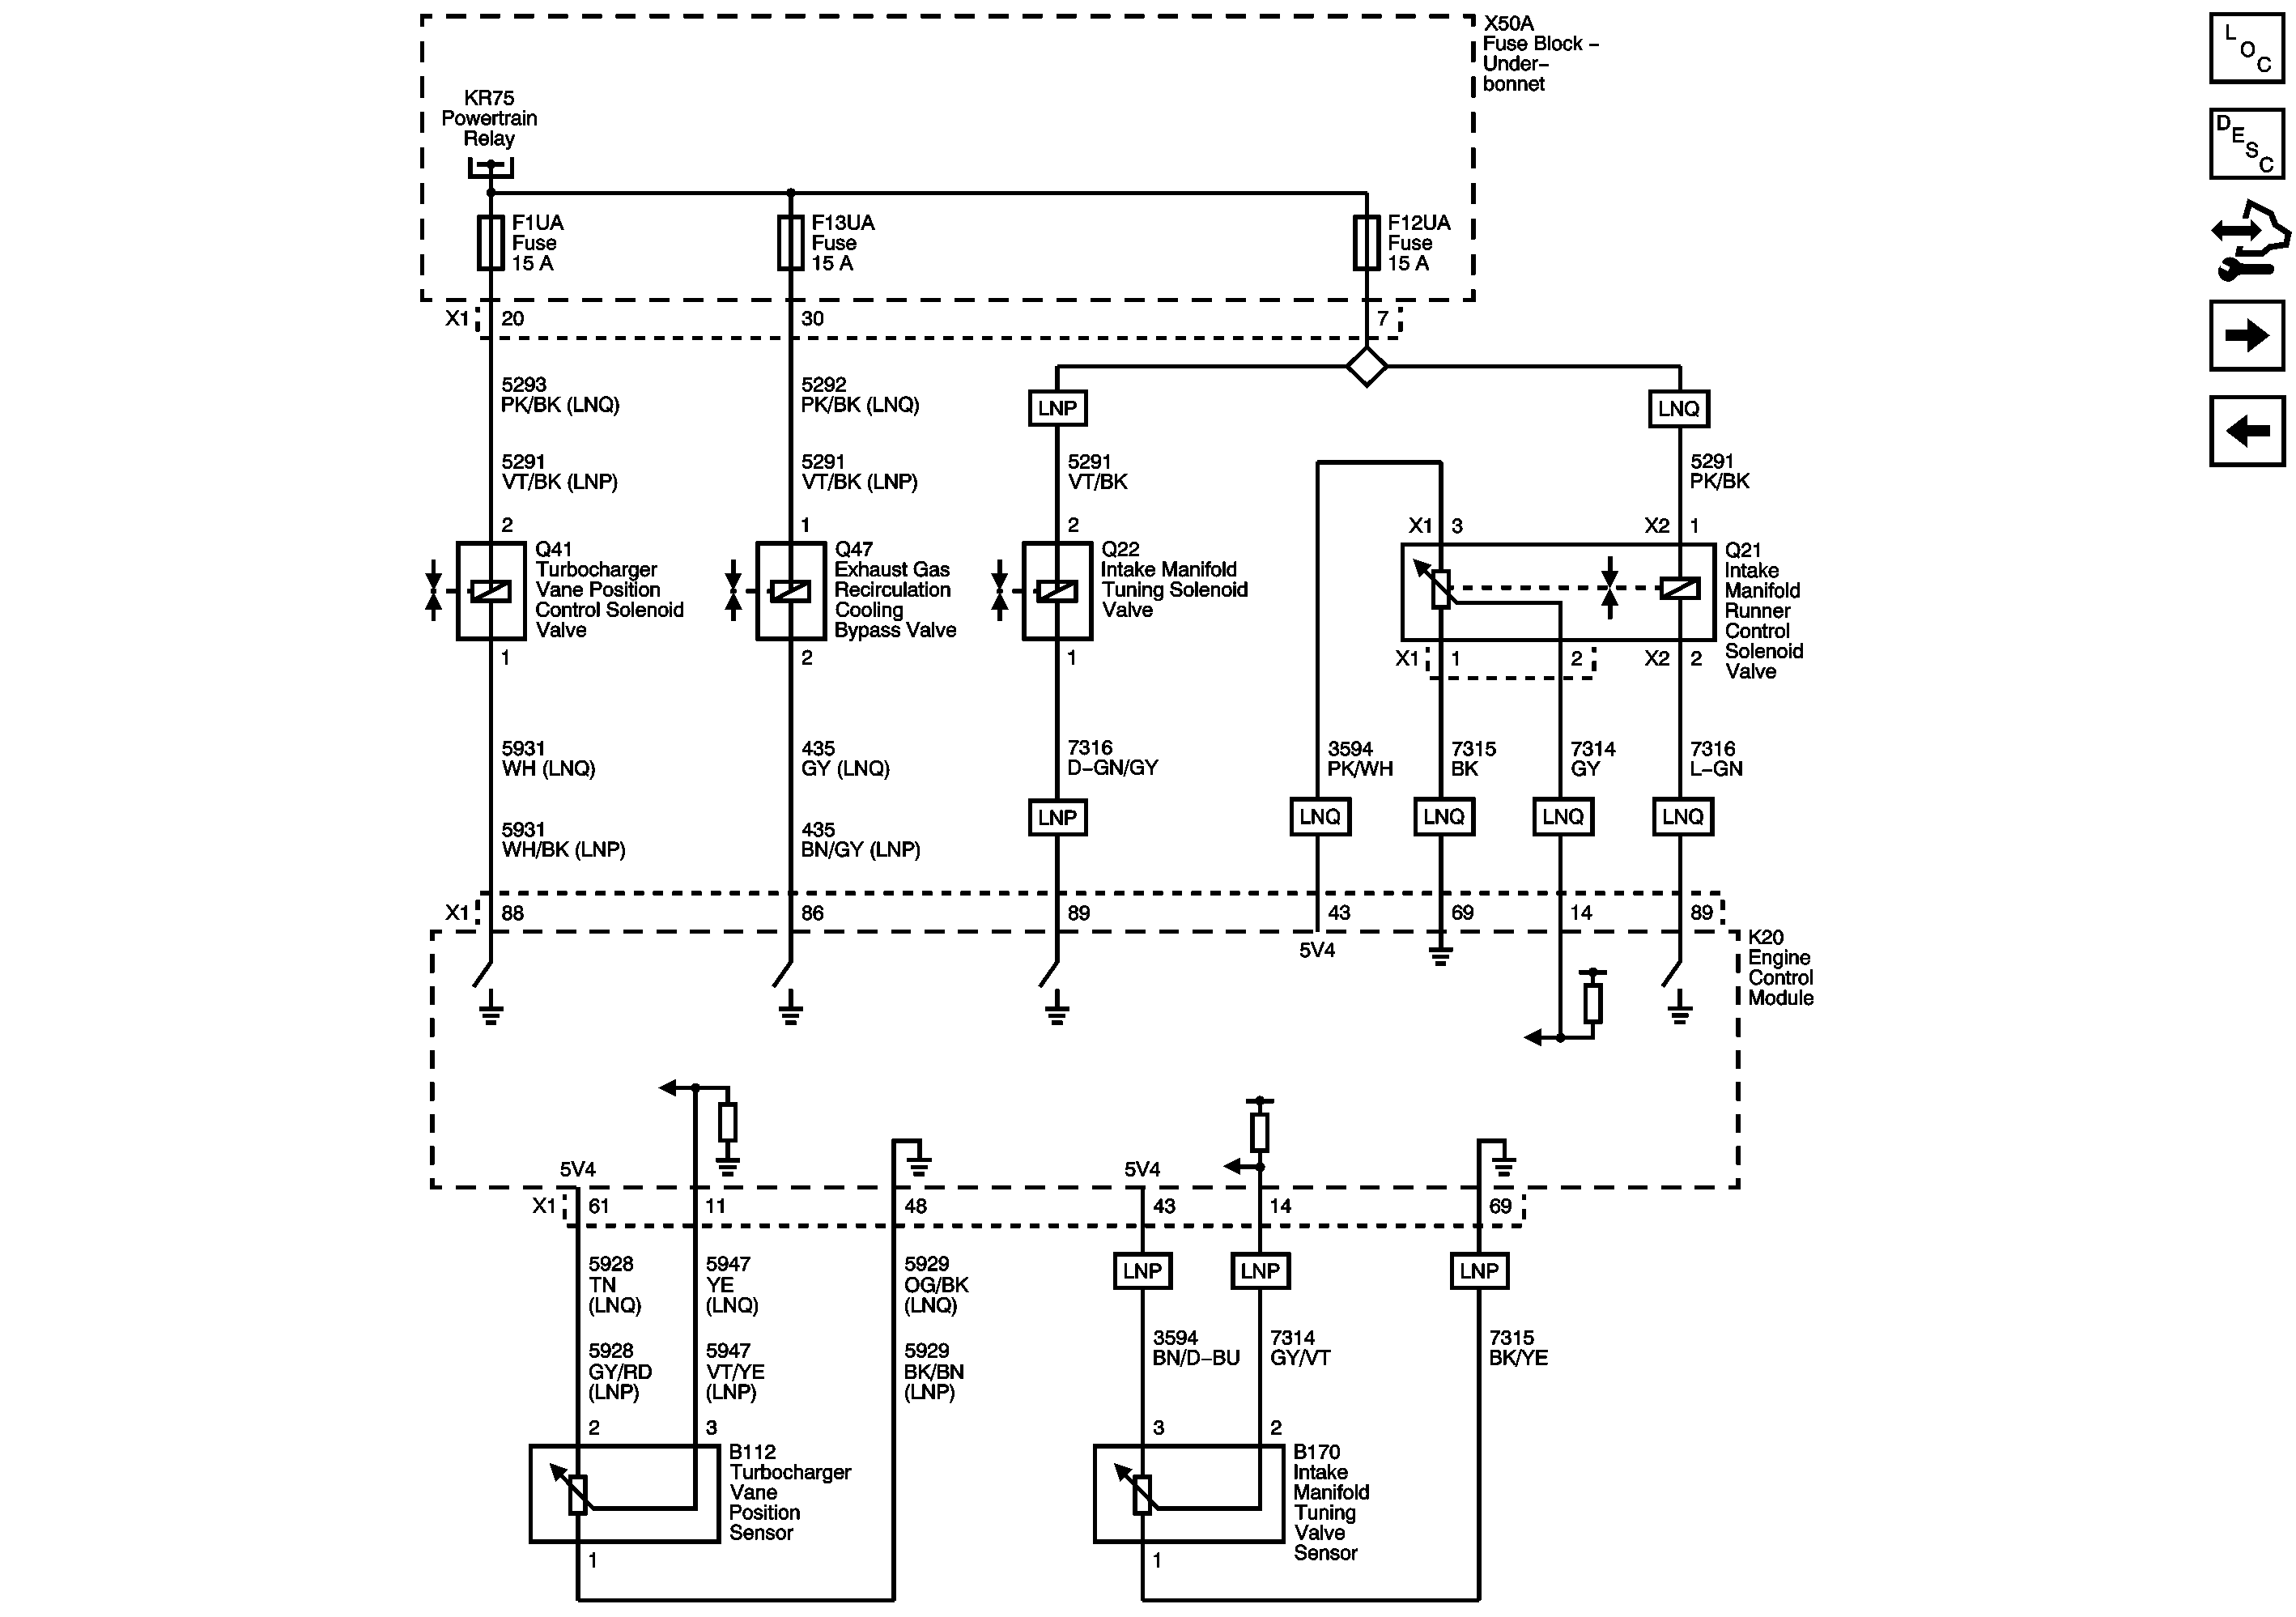 X50A
Fuse Block –
Under–
bonnet
KR75
Powertrain
Relay
F1UA
Fuse
15 A
F13UA
Fuse
15 A
F12UA
Fuse
15 A
X1 20 30 7
5293
PK/BK (LNQ)
5292
PK/BK (LNQ)
LNP
LNQ
5291
VT/BK (LNP)
5291
VT/BK (LNP)
5291
VT/BK
5291
PK/BK
2 1 2 X1 3 X2 1
Q41
Turbocharger
Vane Position
Control Solenoid
Valve
Q47
Exhaust Gas
Recirculation
Cooling
Bypass Valve
Q22
Intake Manifold
Tuning Solenoid
Valve
Q21
Intake
Manifold
Runner
Control
Solenoid
Valve
1 2 1 X1 1 2 X2 2
5931
WH (LNQ)
435
GY (LNQ)
7316
D–GN/GY
3594
PK/WH
7315
BK
7314
GY
7316
L–GN
LNP LNQ LNQ LNQ LNQ
5931
WH/BK (LNP)
435
BN/GY (LNP)
X1 88 86 89 43 69 14 89
5V4
K20
Engine
Control
Module
5V4 5V4
X1 61 11 48 43 14 69
5928
TN
(LNQ)
5947
YE
(LNQ)
5929
OG/BK
(LNQ)
LNP LNP LNP
5928
GY/RD
(LNP)
5947
VT/YE
(LNP)
5929
BK/BN
(LNP)
3594
BN/D–BU
7314
GY/VT
7315
BK/YE
2 3 3 2
B112
Turbocharger
Vane
Position
Sensor
B170
Intake
Manifold
Tuning
Valve
Sensor
1 1
LOC
DESC